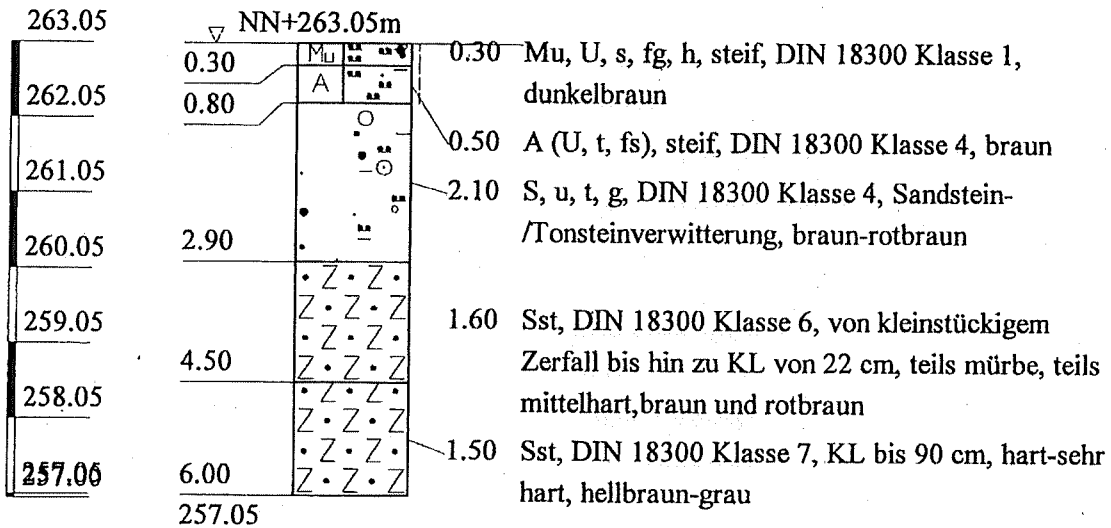 263.05
262.05
261.05
260.05
259.05
258.05
257.05
NN+263.05m
0.30
0.80
2.90
4.50
6.00
257.05
Mu
A
0.30 Mu, U, s, fg, h, steif, DIN 18300 Klasse 1,
dunkelbraun
0.50 A (U, t, fs), steif, DIN 18300 Klasse 4, braun
2.10 S, u, t, g, DIN 18300 Klasse 4, Sandstein-
/Tonsteinverwitterung, braun-rotbraun
1.60 Sst, DIN 18300 Klasse 6, von kleinstückigem
Zerfall bis hin zu KL von 22 cm, teils mürbe, teils
mittelhart,braun und rotbraun
1.50 Sst, DIN 18300 Klasse 7, KL bis 90 cm, hart-sehr
hart, hellbraun-grau